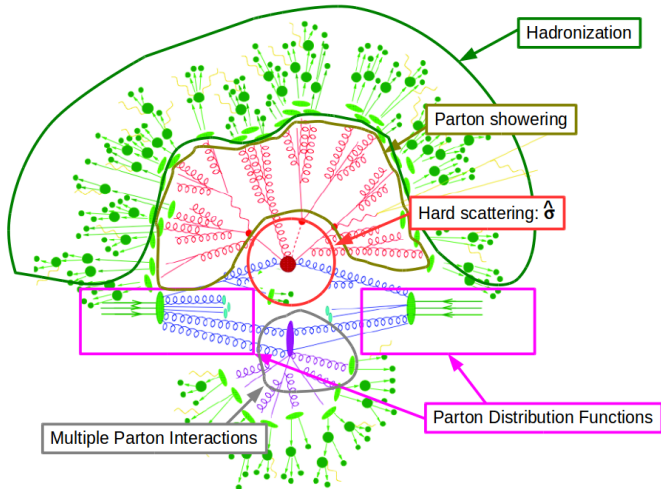 Hadronization
Parton showering
Hard scattering: σ̂
Parton Distribution Functions
Multiple Parton Interactions